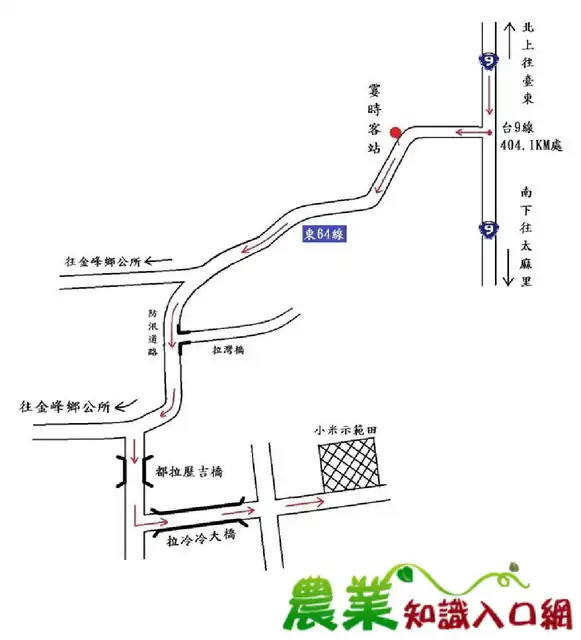 北上往臺東
9
霎時客站
台9線
404.1KM處
南下往太麻里
9
東64線
往金峰鄉公所
防汛道路
拉灣橋
往金峰鄉公所
小米示範田
都拉壓吉橋
拉冷冷大橋
農業知識入口網